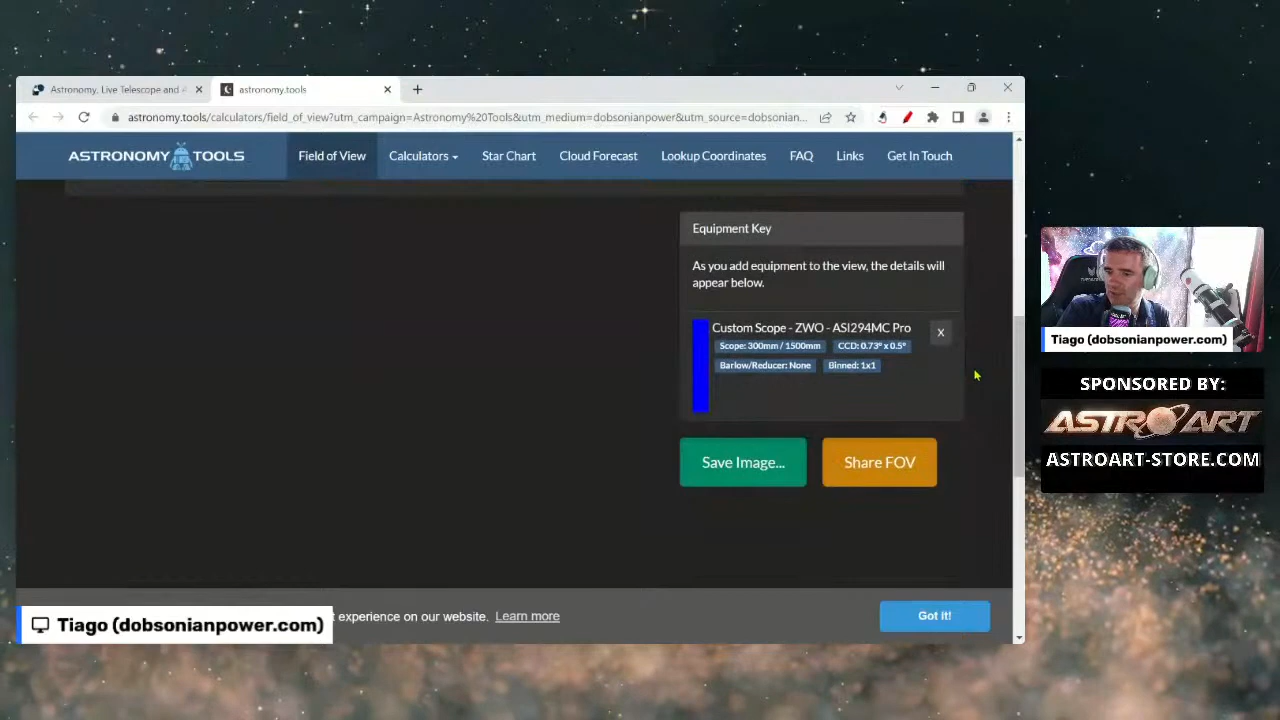 Astronomy, Live Telescope and
astronomy.tools
astronomy.tools/calculators/field_of_view?utm_campaign=Astronomy%20Tools&utm_medium=dobsonianpower&utm_source=dobsonian...
ASTRONOMY TOOLS
Field of View
Calculators
Star Chart
Cloud Forecast
Lookup Coordinates
FAQ
Links
Get In Touch
Equipment Key
As you add equipment to the view, the details will
appear below.
Custom Scope - ZWO - ASI294MC Pro
X
Scope: 300mm / 1500mm
CCD: 0.73° x 0.5°
Barlow/Reducer: None
Binned: 1x1
Save Image...
Share FOV
t experience on our website. Learn more
Got it!
Tiago (dobsonianpower.com)
Tiago (dobsonianpower.com)
SPONSORED BY:
ASTROART
ASTROART-STORE.COM